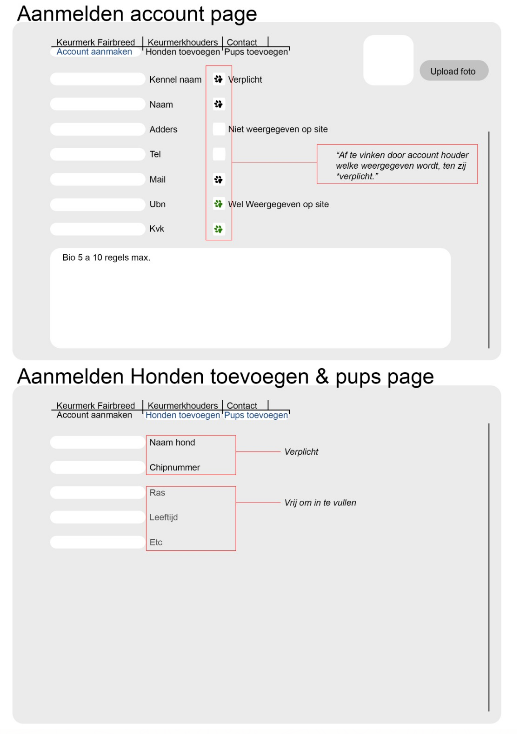 Aanmelden account page
Keurmerk Fairbreed | Keurmerkhouders | Contact |
Account aanmaken Honden toevoegen Pups toevoegen
Upload foto
Kennel naam Verplicht
Naam
Adders Niet weergegeven op site
Tel
"Af te vinken door account houder
welke weergegeven wordt, ten zij
*verplicht."
Mail
Ubn Wel Weergegeven op site
Kvk
Bio 5 a 10 regels max.
Aanmelden Honden toevoegen & pups page
Keurmerk Fairbreed | Keurmerkhouders | Contact |
Account aanmaken Honden toevoegen Pups toevoegen
Naam hond
Verplicht
Chipnummer
Ras
Vrij om in te vullen
Leeftijd
Etc